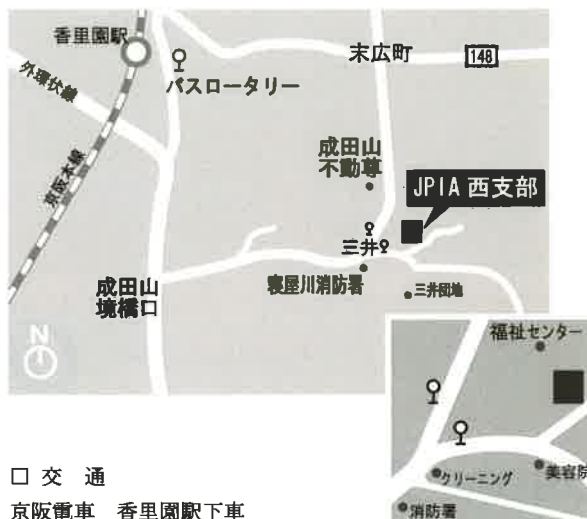 香里園駅
外環状線
バスロータリー
末広町
148
京阪本線
成田山
不動尊
JPIA 西支部
三井
寝屋川消防署
三井団地
成田山
境橋口
N
福祉センター
クリーニング
美容院
消防署
□ 交 通
京阪電車 香里園駅下車